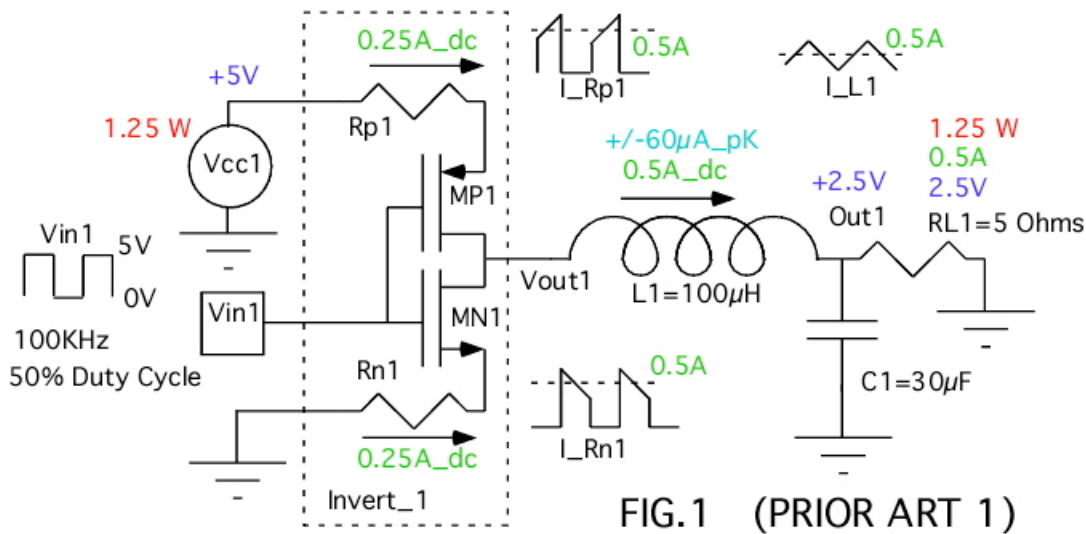 0.25A_dc
0.5A
I_Rp1
0.5A
I_L1
+5V
1.25 W
Vcc1
Rp1
MP1
+/-60µA_pK
0.5A_dc
1.25 W
0.5A
2.5V
+2.5V
Out1
RL1=5 Ohms
Vin1
5V
0V
Vin1
100KHz
50% Duty Cycle
MN1
Vout1
L1=100µH
Rn1
0.25A_dc
0.5A
I_Rn1
C1=30µF
Invert_1
FIG.1 (PRIOR ART 1)